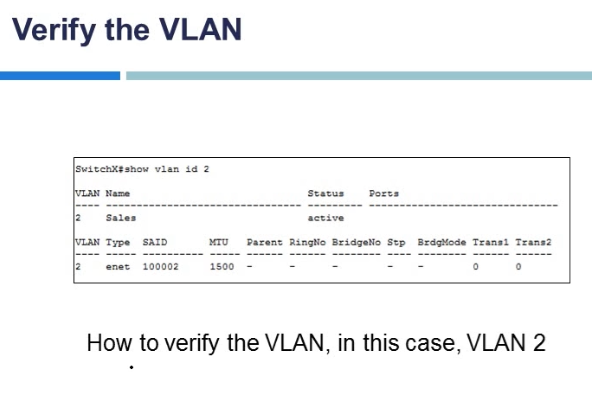 Verify the VLAN
SwitchX#show vlan id 2
VLAN Name Status Ports
---- -------------------------------- --------- -------------------------------
2 Sales active
VLAN Type SAID MTU Parent RingNo BridgeNo Stp BrdgMode Trans1 Trans2
---- ----- ---------- ----- ------ ------ -------- ---- -------- ------ ------
2 enet 100002 1500 - - - - - 0 0
How to verify the VLAN, in this case, VLAN 2
.